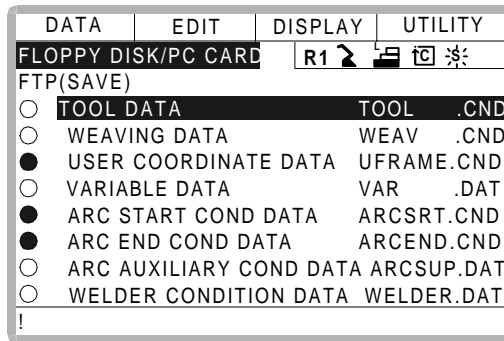 DATA EDIT DISPLAY UTILITY
FLOPPY DISK/PC CARD R1 C S
FTP(SAVE)
TOOL DATA TOOL .CND
WEAVING DATA WEAV .CND
USER COORDINATE DATA UFRAME.CND
VARIABLE DATA VAR .DAT
ARC START COND DATA ARCSRT.CND
ARC END COND DATA ARCEND.CND
ARC AUXILIARY COND DATA ARCSUP.DAT
WELDER CONDITION DATA WELDER.DAT
!